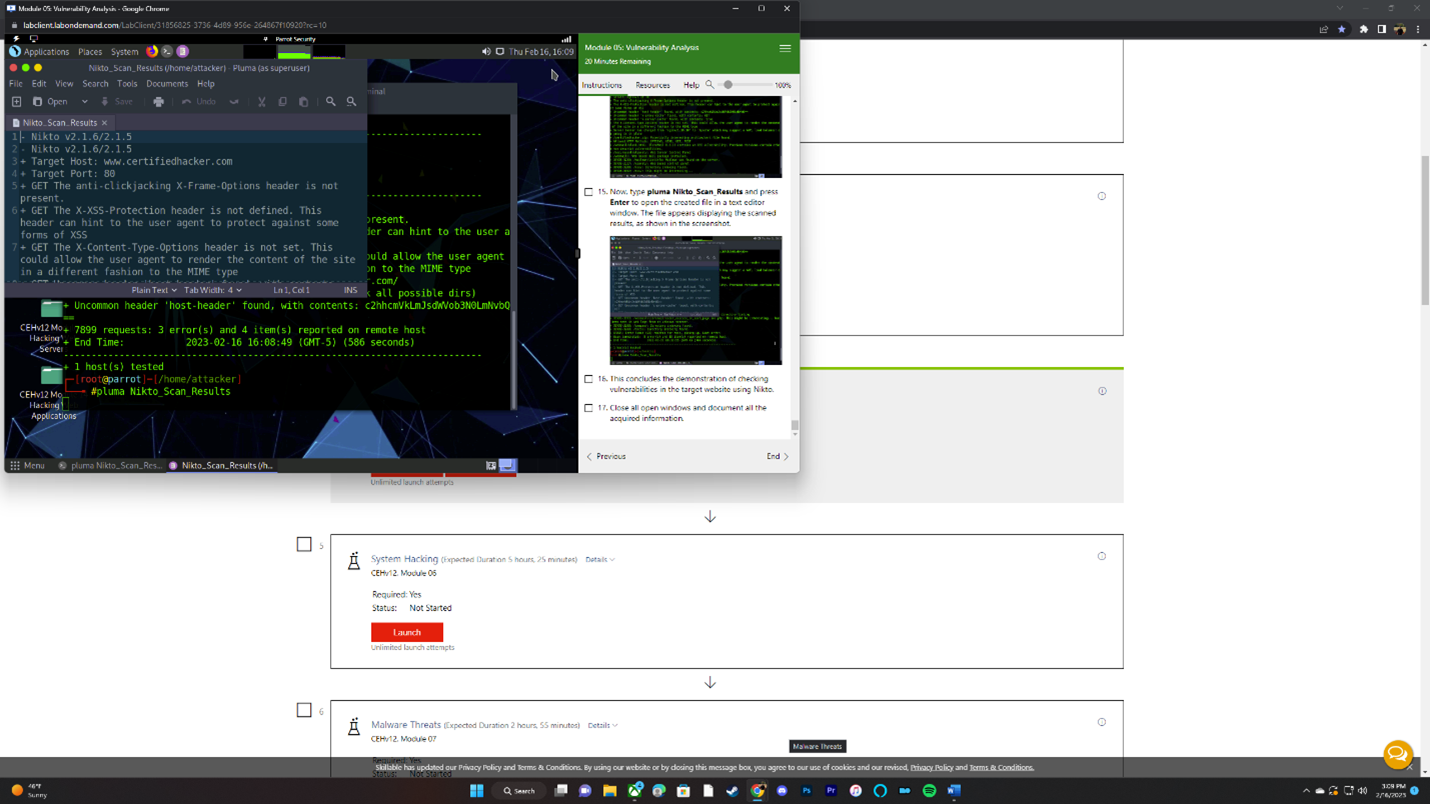 Module 05: Vulnerability Analysis - Google Chrome
labclient.labondemand.com/LabClient/31856825-3736-4d89-956e-264867f10920?rc=10
Parrot Security
Applications Places System
Thu Feb 16, 16:09
Nikto_Scan_Results (/home/attacker) - Pluma (as superuser)
File Edit View Search Tools Documents Help
Open Save Undo
Nikto_Scan_Results
1 - Nikto v2.1.6/2.1.5
2 - Nikto v2.1.6/2.1.5
3 + Target Host: www.certifiedhacker.com
4 + Target Port: 80
5 + GET The anti-clickjacking X-Frame-Options header is not
present.
6 + GET The X-XSS-Protection header is not defined. This
header can hint to the user agent to protect against some
forms of XSS
7 + GET The X-Content-Type-Options header is not set. This
could allow the user agent to render the content of the site
in a different fashion to the MIME type
Plain Text Tab Width: 4 Ln 1, Col 1 INS
minal
present.
der can hint to the user a
ould allow the user agent
on to the MIME type
r.com/
k all possible dirs)
+ Uncommon header 'host-header' found, with contents: c2hhcmVkLmJsdWVob3N0LmNvbQ
==
+ 7899 requests: 3 error(s) and 4 item(s) reported on remote host
+ End Time: 2023-02-16 16:08:49 (GMT-5) (586 seconds)
+ 1 host(s) tested
[root@parrot]-[/home/attacker]
#pluma Nikto_Scan_Results
CEHv12 Mo
Hacking
Server
CEHv12 Mo
Hacking
Applications
Menu pluma Nikto_Scan_Res... Nikto_Scan_Results (/h...
Module 05: Vulnerability Analysis
20 Minutes Remaining
Instructions Resources Help 100%
15. Now, type pluma Nikto_Scan_Results and press
Enter to open the created file in a text editor
window. The file appears displaying the scanned
results, as shown in the screenshot.
16. This concludes the demonstration of checking
vulnerabilities in the target website using Nikto.
17. Close all open windows and document all the
acquired information.
Previous End
Unlimited launch attempts
5
System Hacking (Expected Duration 5 hours, 25 minutes) Details
CEHv12, Module 06
Required: Yes
Status: Not Started
Launch
Unlimited launch attempts
6
Malware Threats (Expected Duration 2 hours, 55 minutes) Details
CEHv12, Module 07
Malware Threats
Required: Yes
Status: Not Started
Skillable has updated our Privacy Policy and Terms & Conditions. By using our website or by closing this message box, you agree to our use of cookies and our revised, Privacy Policy and Terms & Conditions.
46°F
Sunny
Search
3:09 PM
2/16/2023